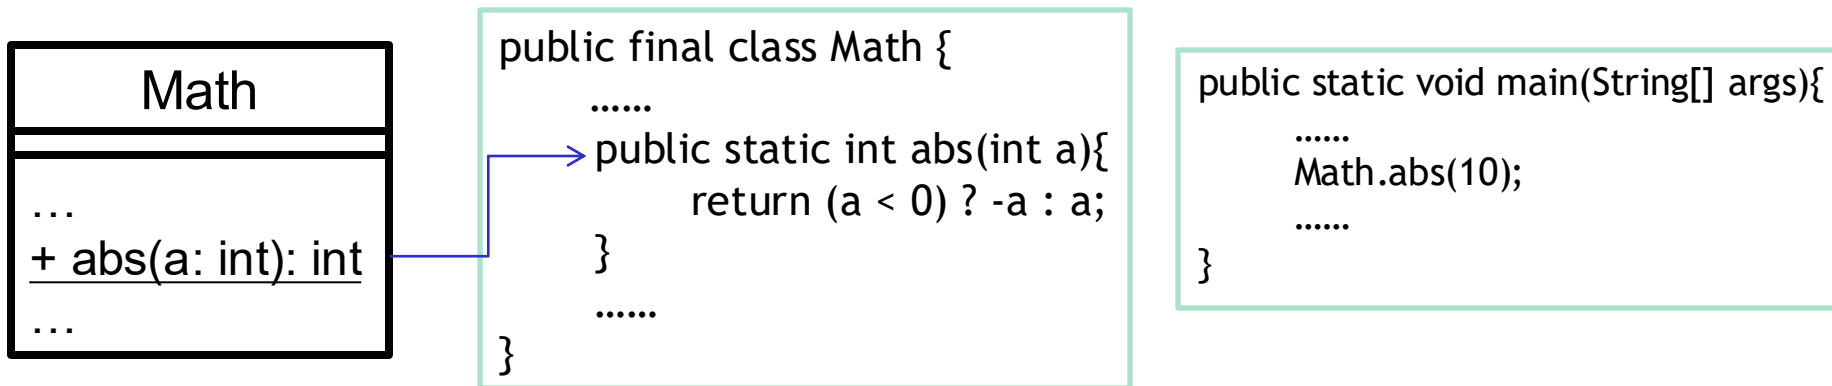 Math
…
+ abs(a: int): int
…
public final class Math {
……
public static int abs(int a){
return (a < 0) ? -a : a;
}
……
}
public static void main(String[] args){
……
Math.abs(10);
……
}